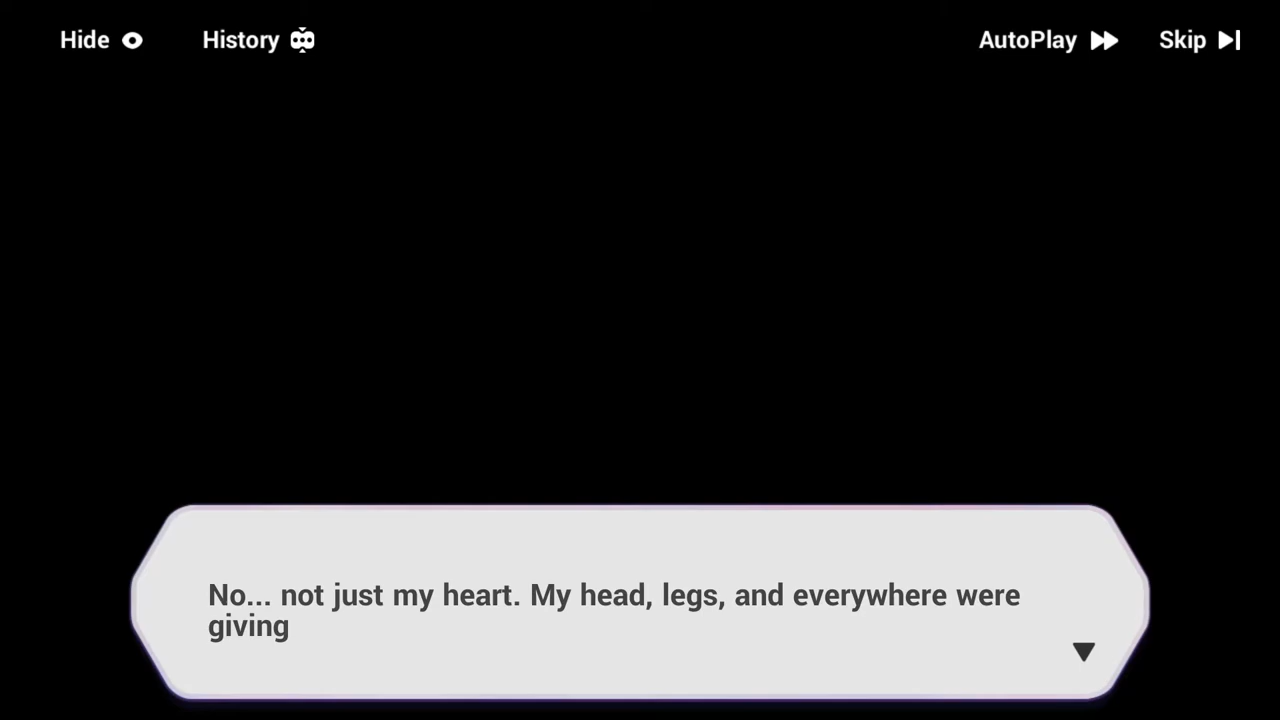 Hide
History
AutoPlay
Skip
No... not just my heart. My head, legs, and everywhere were
giving